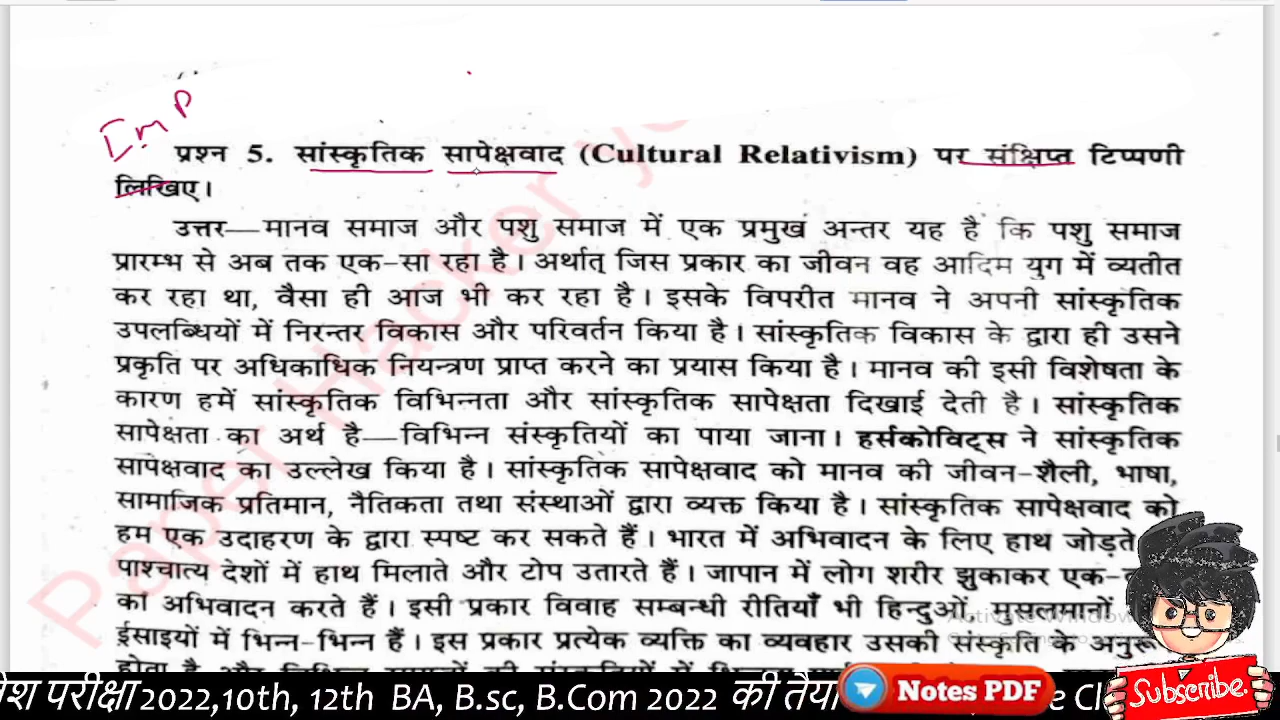 Imp
प्रश्न 5. सांस्कृतिक सापेक्षवाद (Cultural Relativism) पर संक्षिप्त टिप्पणी
लिखिए।
उत्तर—मानव समाज और पशु समाज में एक प्रमुख अन्तर यह है कि पशु समाज
प्रारम्भ से अब तक एक-सा रहा है। अर्थात् जिस प्रकार का जीवन वह आदिम युग में व्यतीत
कर रहा था, वैसा ही आज भी कर रहा है। इसके विपरीत मानव ने अपनी सांस्कृतिक
उपलब्धियों में निरन्तर विकास और परिवर्तन किया है। सांस्कृतिक विकास के द्वारा ही उसने
प्रकृति पर अधिकाधिक नियन्त्रण प्राप्त करने का प्रयास किया है। मानव की इसी विशेषता के
कारण हमें सांस्कृतिक विभिन्नता और सांस्कृतिक सापेक्षता दिखाई देती है। सांस्कृतिक
सापेक्षता का अर्थ है—विभिन्न संस्कृतियों का पाया जाना। हर्सकोविट्स ने सांस्कृतिक
सापेक्षवाद का उल्लेख किया है। सांस्कृतिक सापेक्षवाद को मानव की जीवन-शैली, भाषा,
सामाजिक प्रतिमान, नैतिकता तथा संस्थाओं द्वारा व्यक्त किया है। सांस्कृतिक सापेक्षवाद को
हम एक उदाहरण के द्वारा स्पष्ट कर सकते हैं। भारत में अभिवादन के लिए हाथ जोड़ते
पाश्चात्य देशों में हाथ मिलाते और टोप उतारते हैं। जापान में लोग शरीर झुकाकर एक-
का अभिवादन करते हैं। इसी प्रकार विवाह सम्बन्धी रीतियाँ भी हिन्दुओं, मुसलमानों
ईसाइयों में भिन्न-भिन्न हैं। इस प्रकार प्रत्येक व्यक्ति का व्यवहार उसकी संस्कृति के
परीक्षा 2022,10th, 12th BA, B.sc, B.Com 2022 की
Notes PDF
Subscribe.
Paper Hacker